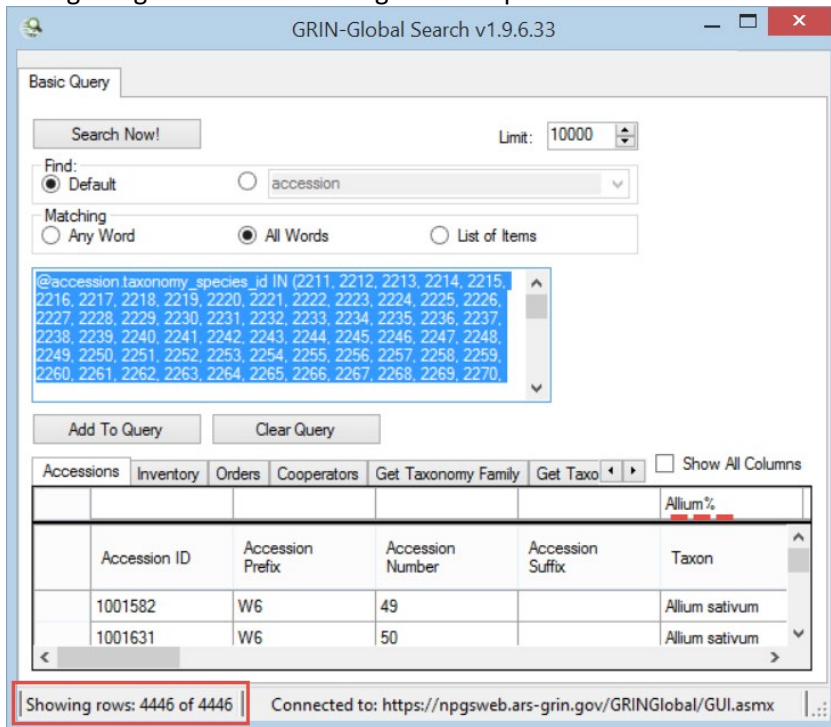 GRIN-Global Search v1.9.6.33
Basic Query
Search Now!
Limit: 10000
Find:
Default
accession
Matching
Any Word
All Words
List of Items
@accession.taxonomy_species_id IN (2211, 2212, 2213, 2214, 2215,
2216, 2217, 2218, 2219, 2220, 2221, 2222, 2223, 2224, 2225, 2226,
2227, 2228, 2229, 2230, 2231, 2232, 2233, 2234, 2235, 2236, 2237,
2238, 2239, 2240, 2241, 2242, 2243, 2244, 2245, 2246, 2247, 2248,
2249, 2250, 2251, 2252, 2253, 2254, 2255, 2256, 2257, 2258, 2259,
2260, 2261, 2262, 2263, 2264, 2265, 2266, 2267, 2268, 2269, 2270,
Add To Query
Clear Query
Accessions Inventory Orders Cooperators Get Taxonomy Family Get Taxo
Show All Columns
Allium%
Accession ID Accession Prefix Accession Number Accession Suffix Taxon
1001582 W6 49 Allium sativum
1001631 W6 50 Allium sativum
Showing rows: 4446 of 4446 Connected to: https://npgsweb.ars-grin.gov/GRINGlobal/GUI.asmx